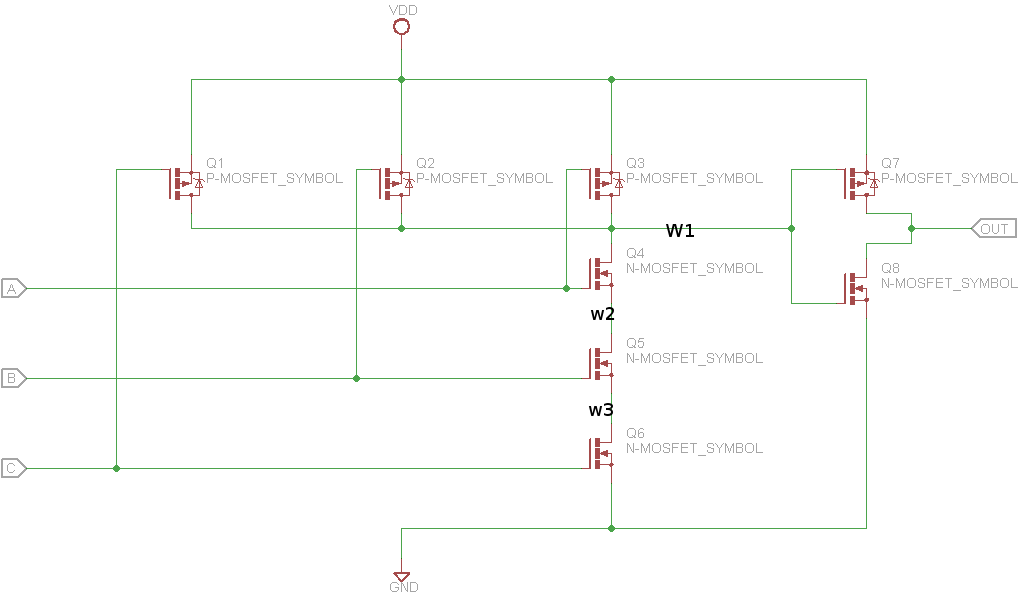 VDD
Q1
P-MOSFET_SYMBOL
Q2
P-MOSFET_SYMBOL
Q3
P-MOSFET_SYMBOL
Q7
P-MOSFET_SYMBOL
W1
OUT
Q4
N-MOSFET_SYMBOL
Q8
N-MOSFET_SYMBOL
A
w2
Q5
N-MOSFET_SYMBOL
B
w3
Q6
N-MOSFET_SYMBOL
C
GND